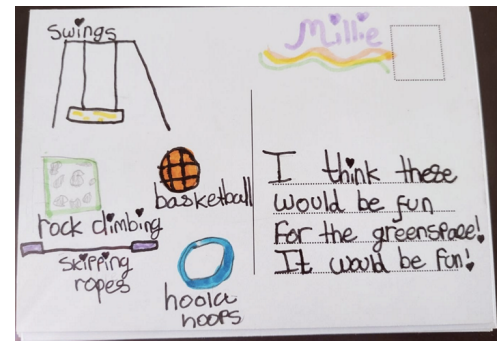 Swings
Millie
basketball
rock climbing
skipping
ropes
hoola
hoops
I think these
would be fun
For the greenspace!
It would be fun!